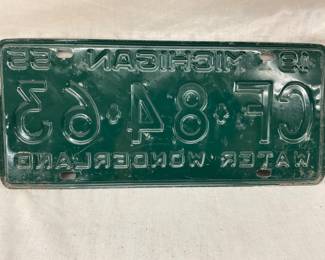 19 MICHIGAN 55
CF·84·63
WATER·WONDERLAND